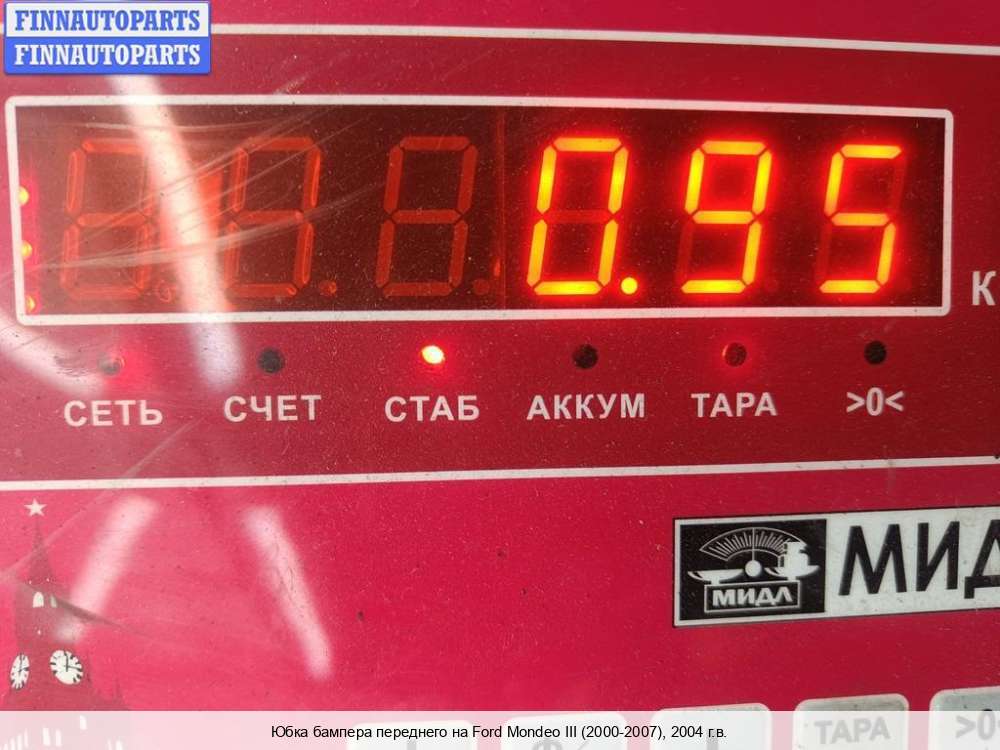 FINNAUTOPARTS
FINNAUTOPARTS
0.95
К
СЕТЬ СЧЕТ СТАБ АККУМ ТАРА >0<
МИДЛ
МИД
ТАРА >0
Юбка бампера переднего на Ford Mondeo III (2000-2007), 2004 г.в.